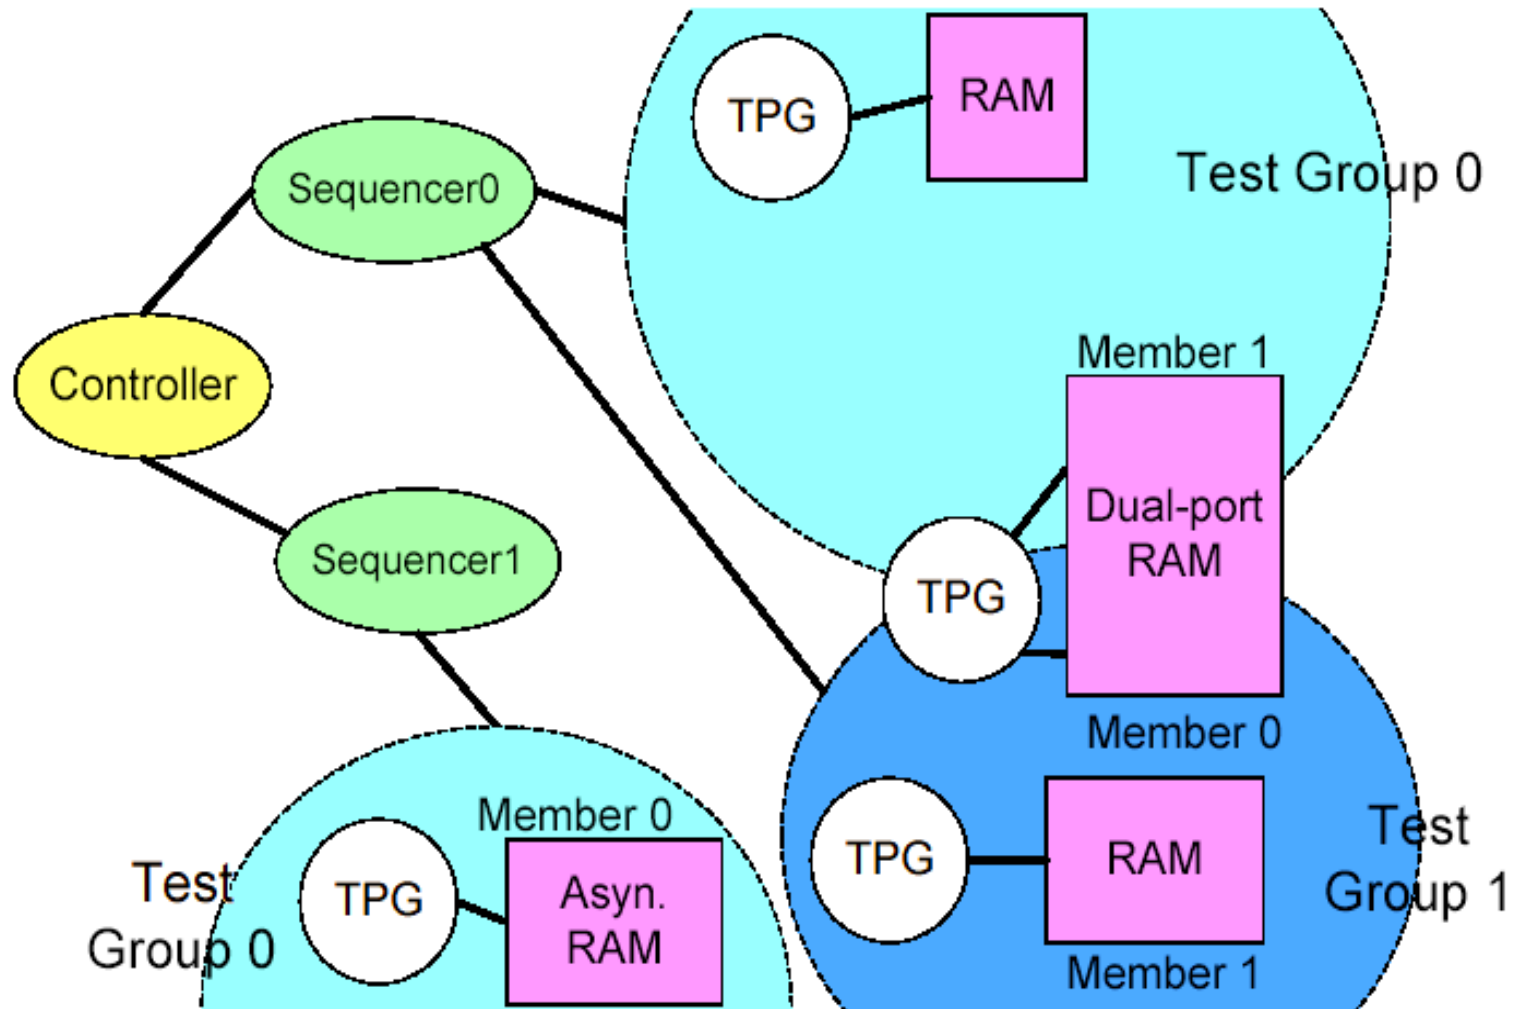 TPG
RAM
Test Group 0
Sequencer0
Controller
Member 1
Dual-port
RAM
Sequencer1
TPG
Member 0
Member 0
Test
Group 0
TPG
Asyn.
RAM
TPG
RAM
Test
Group 1
Member 1